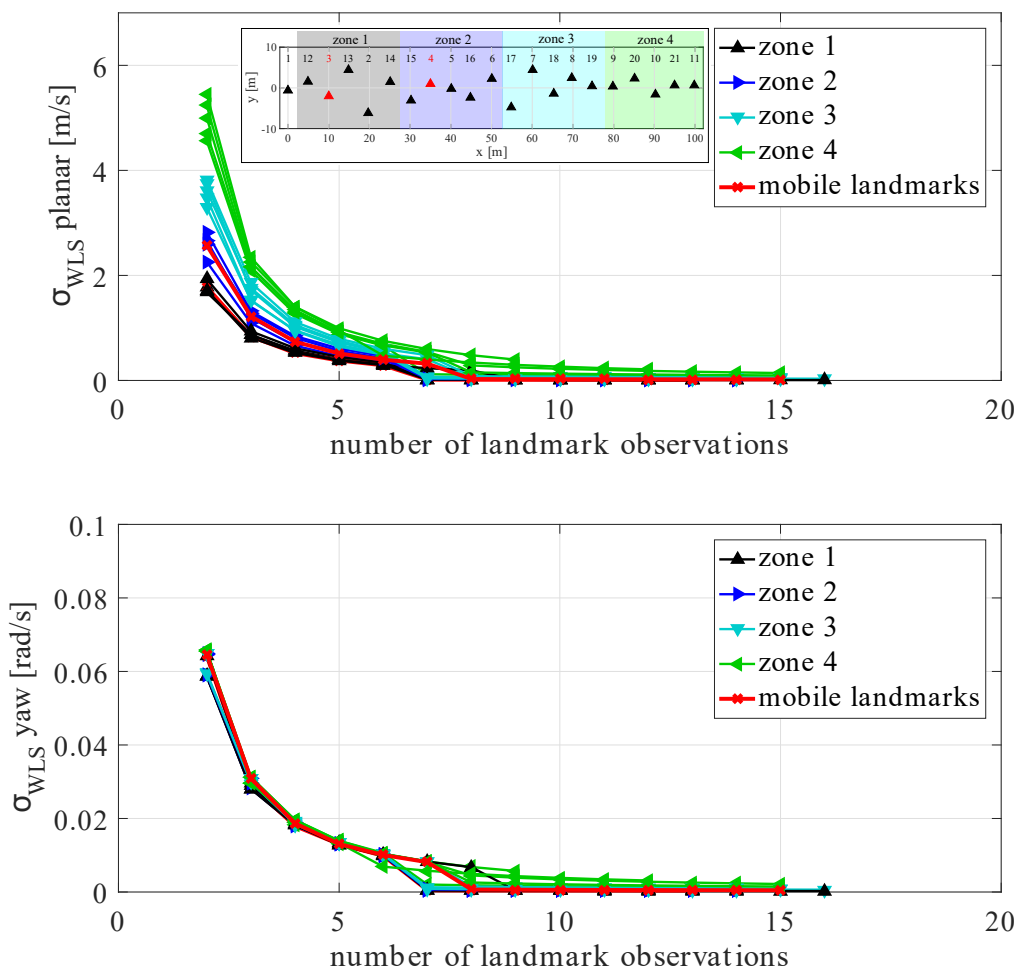 zone 1 zone 2 zone 3 zone 4
10
1 12 3 13 2 14 15 4 5 16 6 17 7 18 8 19 9 20 10 21 11
y [m]
0
-10
0 10 20 30 40 50 60 70 80 90 100
x [m]
zone 1
zone 2
zone 3
zone 4
mobile landmarks
σWLS planar [m/s]
6
4
2
0
0 5 10 15 20
number of landmark observations
zone 1
zone 2
zone 3
zone 4
mobile landmarks
σWLS yaw [rad/s]
0.1
0.08
0.06
0.04
0.02
0
0 5 10 15 20
number of landmark observations